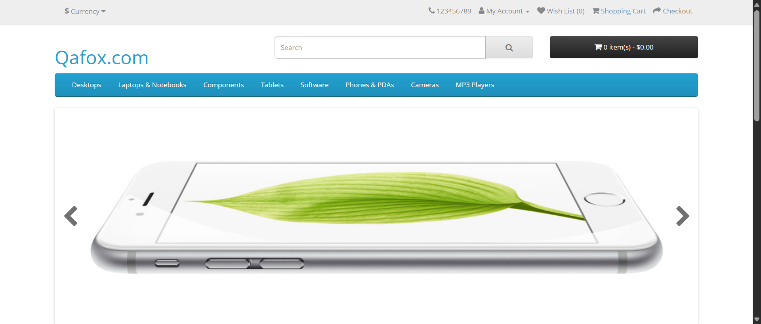 $ Currency
123456789 My Account Wish List (0) Shopping Cart Checkout
Qafox.com
Search
0 item(s) - $0.00
Desktops Laptops & Notebooks Components Tablets Software Phones & PDAs Cameras MP3 Players